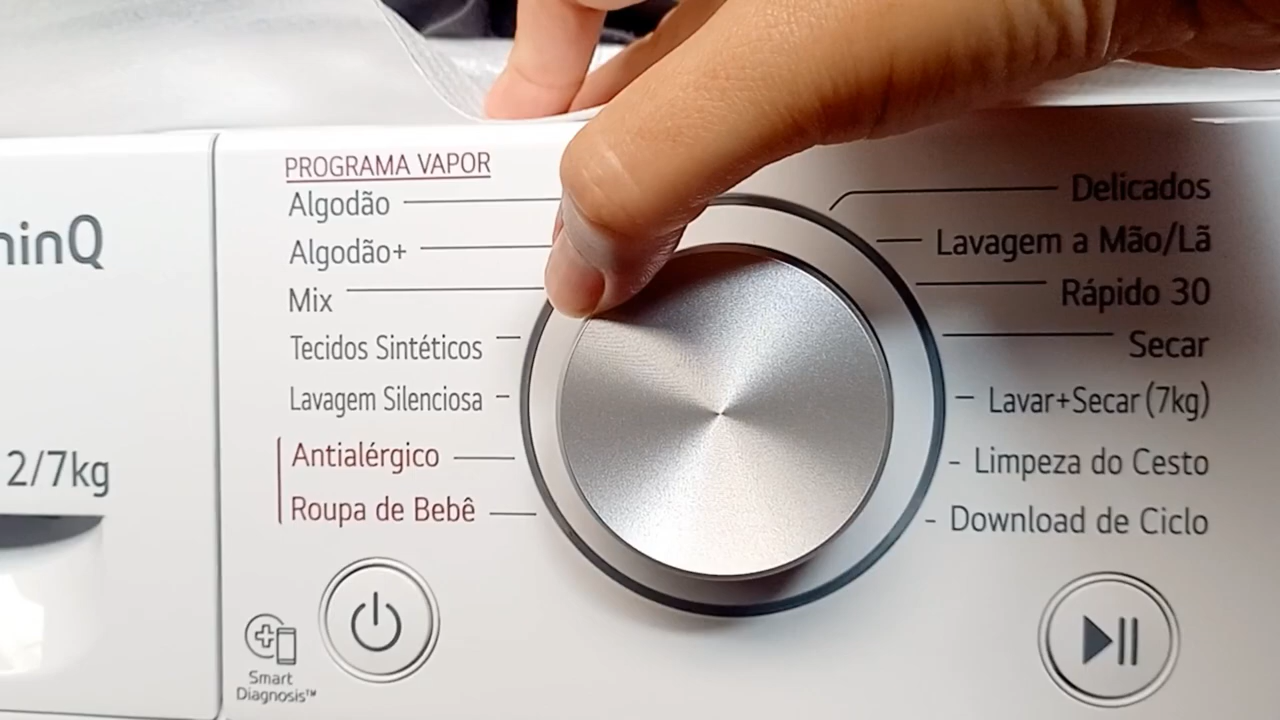 PROGRAMA VAPOR
Algodão
Algodão+
Mix
Tecidos Sintéticos
Lavagem Silenciosa
Antialérgico
Roupa de Bebê
Smart
Diagnosis™
Delicados
Lavagem a Mão/Lã
Rápido 30
Secar
Lavar+Secar (7kg)
Limpeza do Cesto
Download de Ciclo
inQ
2/7kg